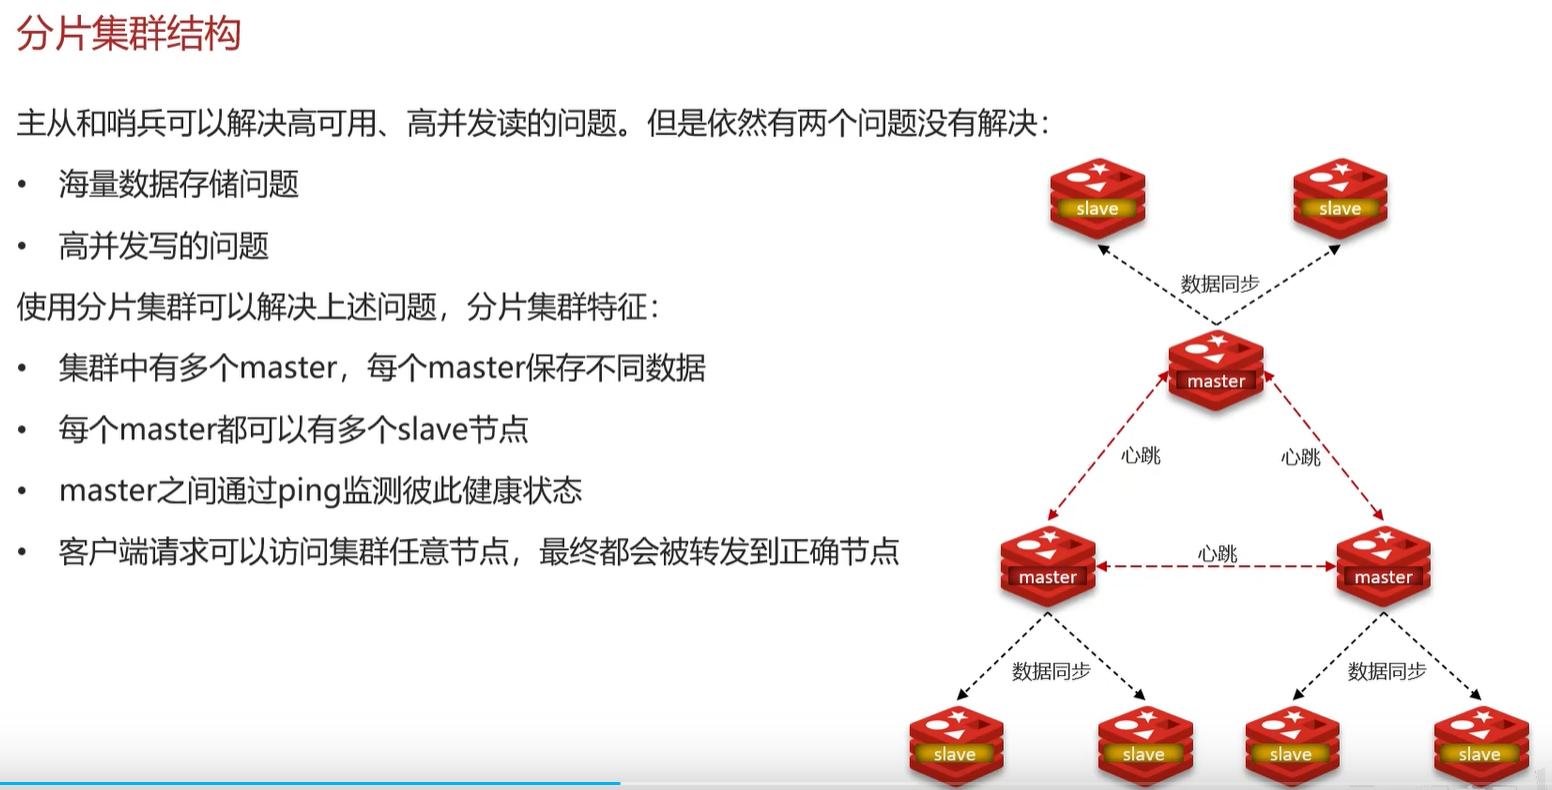 分片集群结构
主从和哨兵可以解决高可用、高并发读的问题。但是依然有两个问题没有解决：
• 海量数据存储问题
• 高并发写的问题
使用分片集群可以解决上述问题，分片集群特征：
• 集群中有多个master，每个master保存不同数据
• 每个master都可以有多个slave节点
• master之间通过ping监测彼此健康状态
• 客户端请求可以访问集群任意节点，最终都会被转发到正确节点
slave
slave
数据同步
master
心跳
心跳
心跳
master
master
数据同步
数据同步
slave
slave
slave
slave